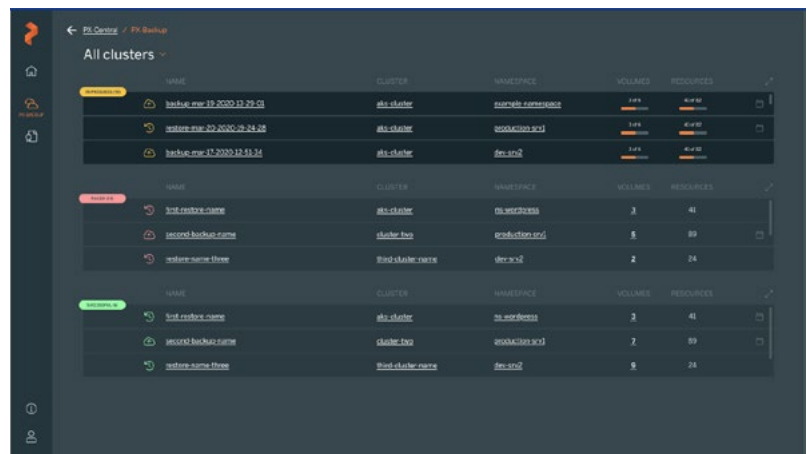 PX Central / PX Backup
All clusters
NAME CLUSTER NAMESPACE VOLUMES RESOURCES
backup-mar-19-2020-13-29-01 aks-cluster example namespace
restore-mar-20-2020-19-24-28 aks-cluster production-srv1
backup-mar-17-2020-12-51-34 aks-cluster dev-srv2
NAME CLUSTER NAMESPACE VOLUMES RESOURCES
first-restore-name aks-cluster ns-wordpress 3 41
second-backup-name cluster-two production-srv1 5 89
restore-name-three third-cluster-name dev-srv2 2 24
NAME CLUSTER NAMESPACE VOLUMES RESOURCES
first-restore-name aks-cluster ns-wordpress 3 41
second-backup-name cluster-two production-srv1 7 89
restore-name-three third-cluster-name dev-srv2 9 24